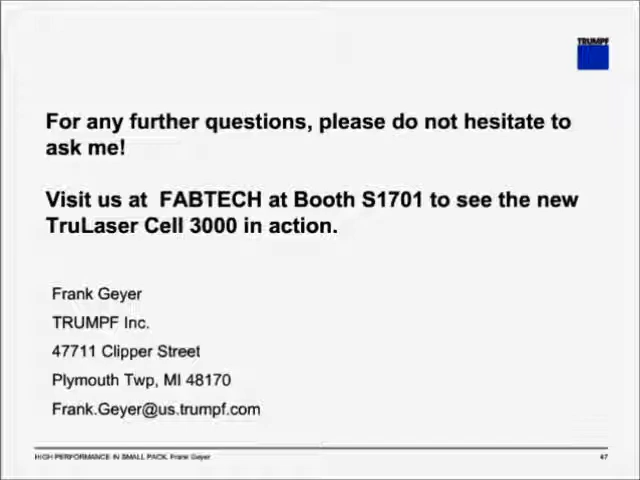 TRUMPF
For any further questions, please do not hesitate to
ask me!
Visit us at FABTECH at Booth S1701 to see the new
TruLaser Cell 3000 in action.
Frank Geyer
TRUMPF Inc.
47711 Clipper Street
Plymouth Twp, MI 48170
Frank.Geyer@us.trumpf.com
HIGH PERFORMANCE IN SMALL PACK, Frank Geyer
47